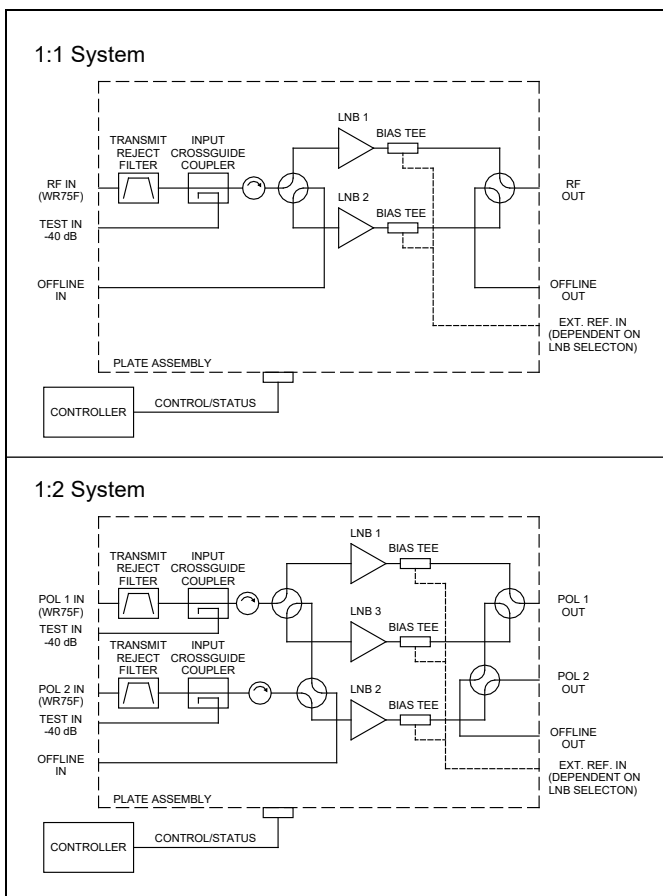 1:1 System
LNB 1
BIAS TEE
TRANSMIT
REJECT
FILTER
INPUT
CROSSGUIDE
COUPLER
RF IN
(WR75F)
LNB 2
BIAS TEE
RF
OUT
TEST IN
-40 dB
OFFLINE
IN
OFFLINE
OUT
EXT. REF. IN
(DEPENDENT ON
LNB SELECTON)
PLATE ASSEMBLY
CONTROLLER
CONTROL/STATUS
1:2 System
LNB 1
BIAS TEE
TRANSMIT
REJECT
FILTER
INPUT
CROSSGUIDE
COUPLER
POL 1 IN
(WR75F)
POL 1
OUT
LNB 3
BIAS TEE
TEST IN
-40 dB
TRANSMIT
REJECT
FILTER
INPUT
CROSSGUIDE
COUPLER
POL 2 IN
(WR75F)
LNB 2
BIAS TEE
POL 2
OUT
TEST IN
-40 dB
OFFLINE
OUT
OFFLINE
IN
EXT. REF. IN
(DEPENDENT ON
LNB SELECTON)
PLATE ASSEMBLY
CONTROLLER
CONTROL/STATUS